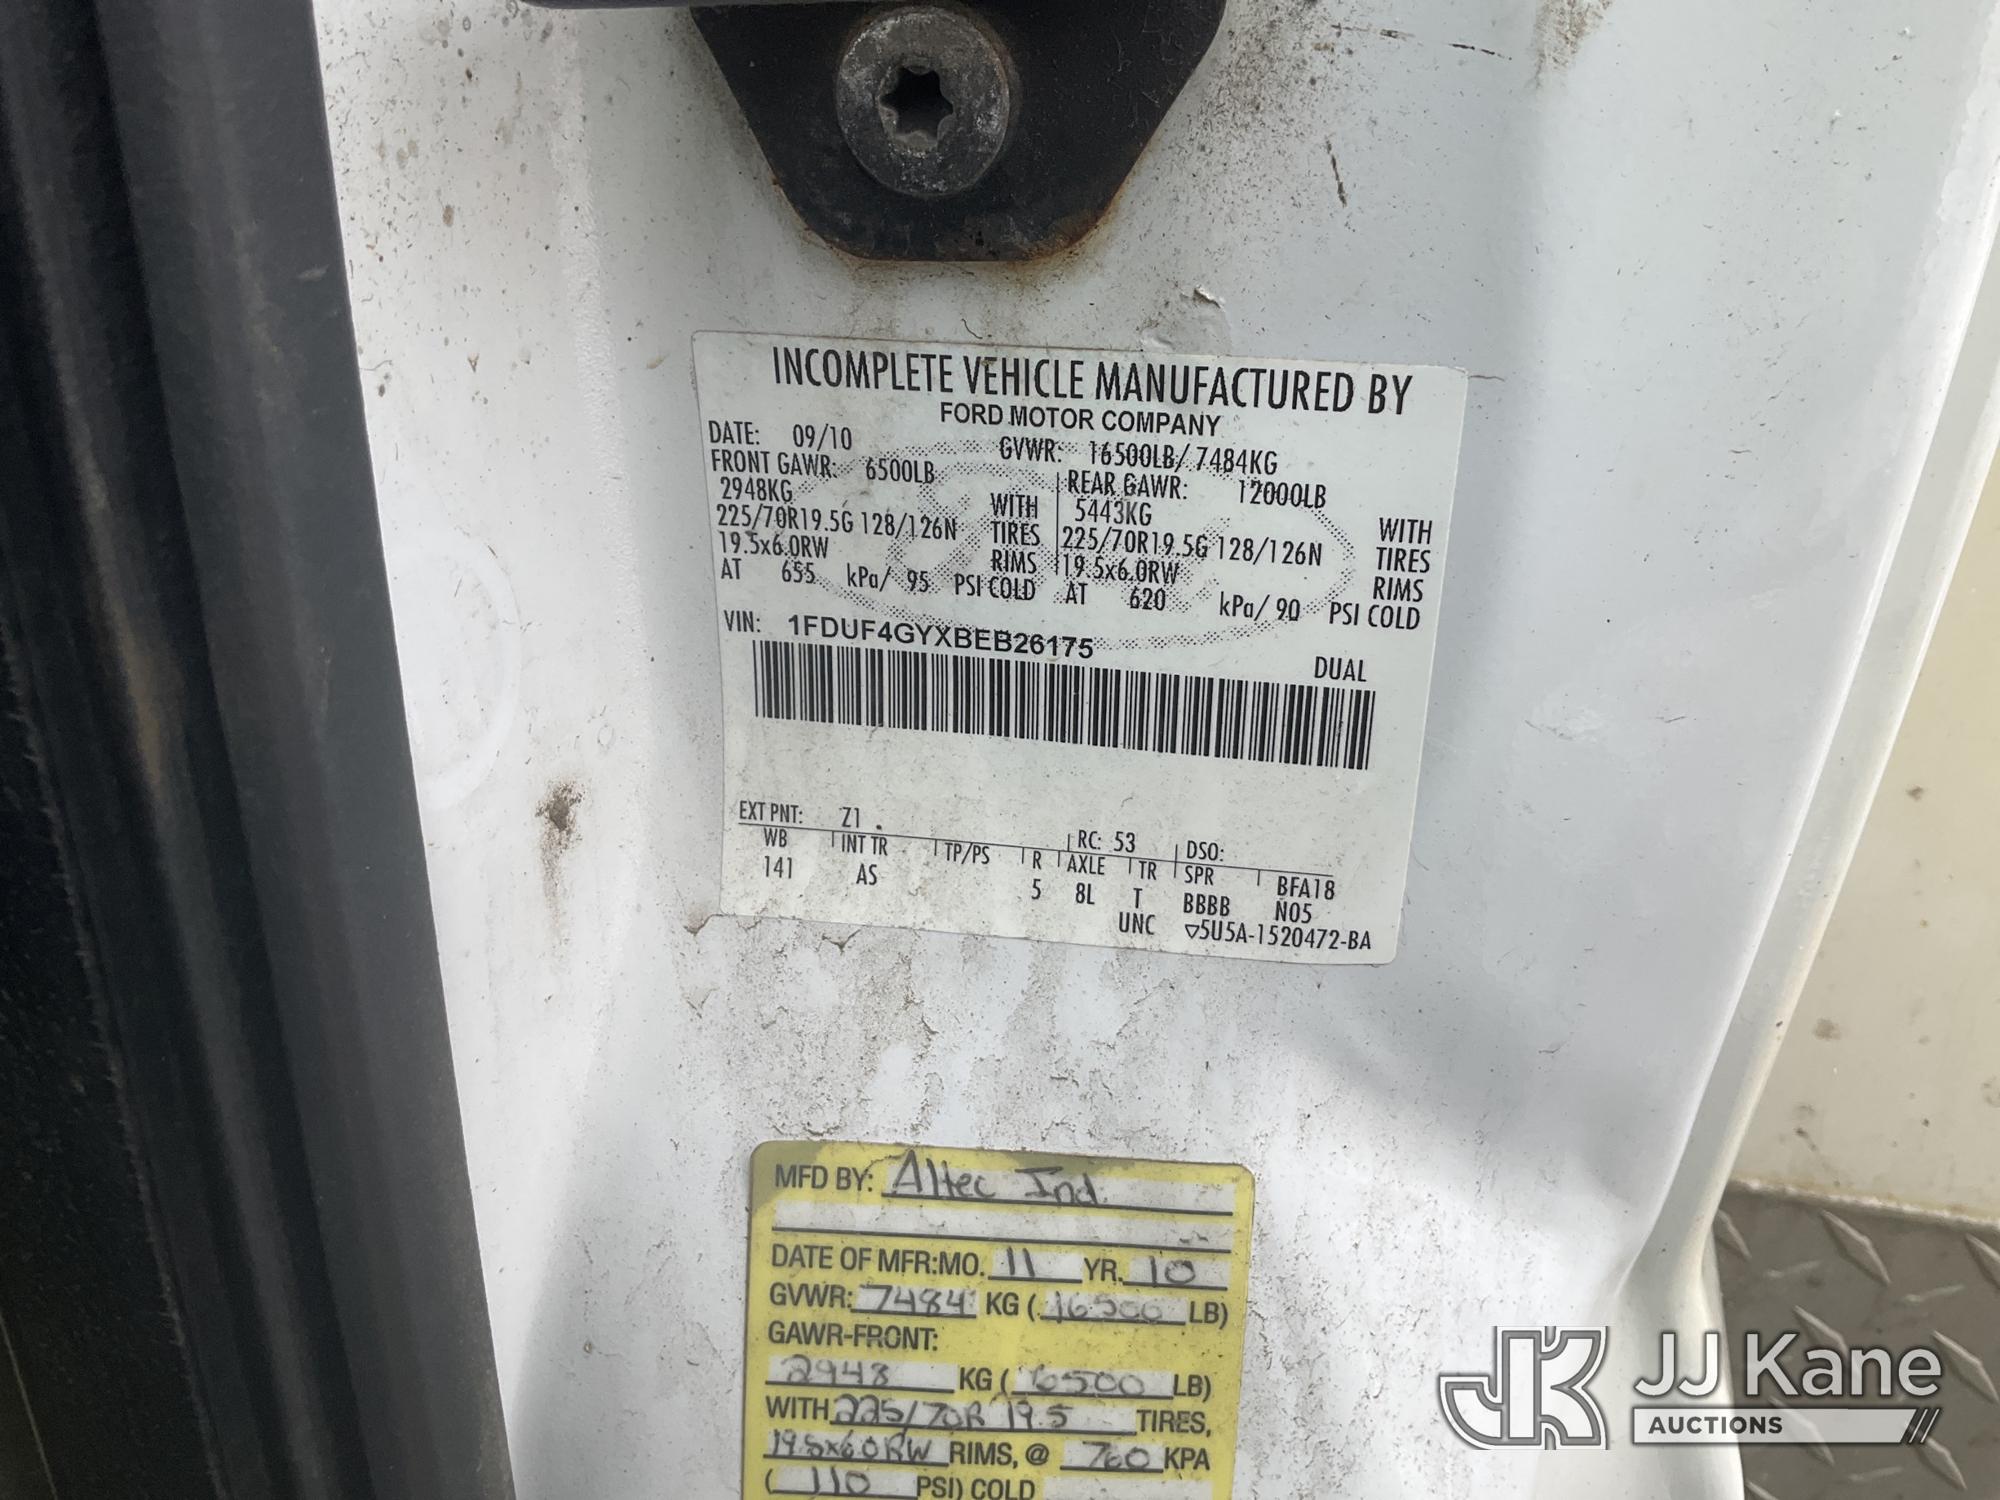 INCOMPLETE VEHICLE MANUFACTURED BY
FORD MOTOR COMPANY
DATE: 09/10 GVWR: 16500LB/ 7484KG
FRONT GAWR: 6500LB REAR GAWR: 12000LB
2948KG WITH 5443KG WITH
225/70R19.5G 128/126N TIRES 225/70R19.5G 128/126N TIRES
19.5x6.0RW RIMS 19.5x6.0RW RIMS
AT 655 kPa/ 95 PSI COLD AT 620 kPa/ 90 PSI COLD
VIN: 1FDUF4GYXBEB26175
DUAL
EXT PNT: Z1 RC: 53 DSO:
WB INT TR TP/PS R AXLE TR SPR BFA18
141 AS 5 8L T BBBB N05
UNC ▽5U5A-1520472-BA
MFD BY: Altec Ind.
DATE OF MFR:MO. 11 YR. 10
GVWR: 7484 KG ( 16500 LB)
GAWR-FRONT:
2948 KG ( 6500 LB)
WITH 225/70R 19.5 TIRES,
19.5x6.0RW RIMS, @ 760 KPA
( 110 PSI) COLD
JK JJ Kane
AUCTIONS